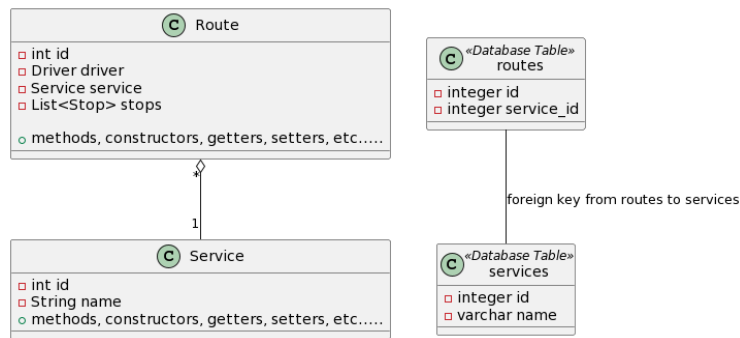 C Route
int id
Driver driver
Service service
List<Stop> stops
+ methods, constructors, getters, setters, etc.....
*
1
C Service
int id
String name
methods, constructors, getters, setters, etc.....
C «Database Table»
routes
integer id
integer service_id
foreign key from routes to services
C «Database Table»
services
integer id
varchar name